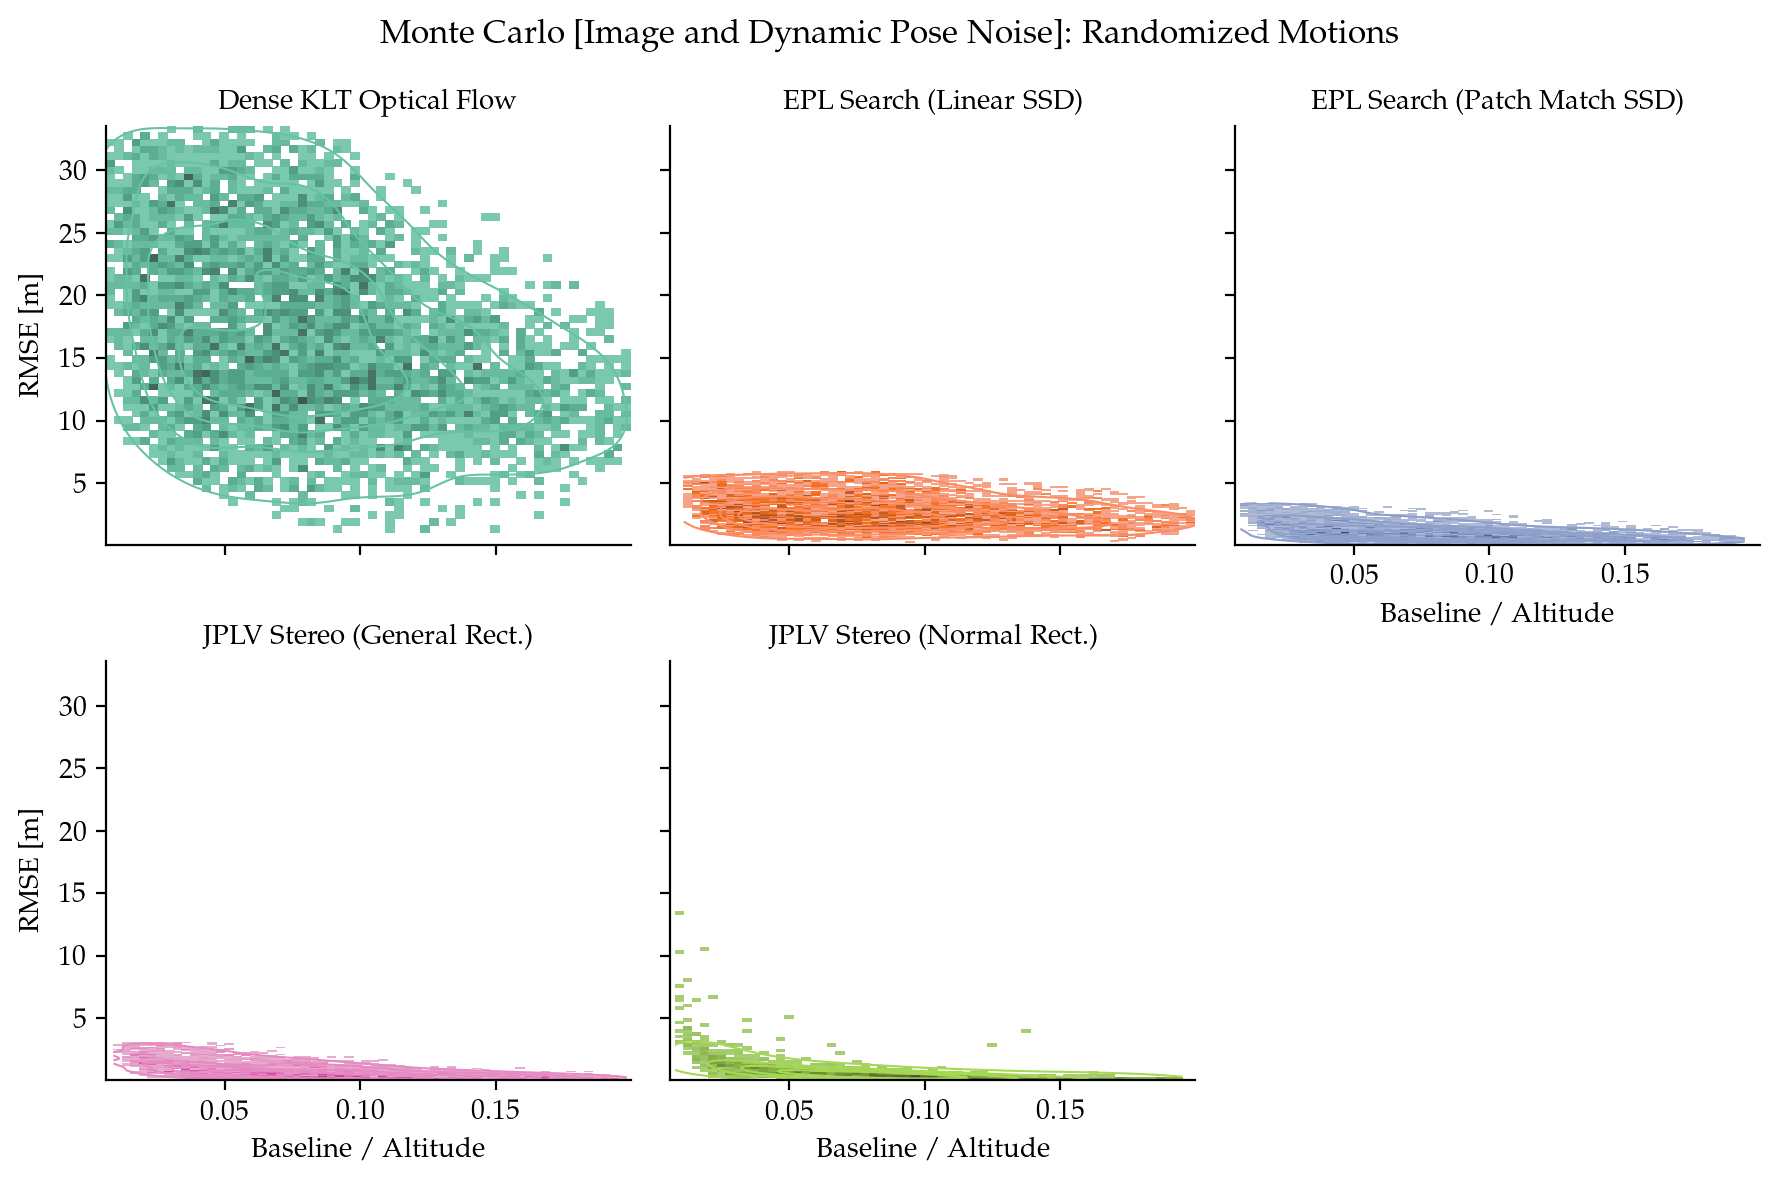 Monte Carlo [Image and Dynamic Pose Noise]: Randomized Motions
Dense KLT Optical Flow
EPL Search (Linear SSD)
EPL Search (Patch Match SSD)
RMSE [m]
30
25
20
15
10
5
0.05
0.10
0.15
Baseline / Altitude
JPLV Stereo (General Rect.)
JPLV Stereo (Normal Rect.)
RMSE [m]
30
25
20
15
10
5
0.05
0.10
0.15
0.05
0.10
0.15
Baseline / Altitude
Baseline / Altitude